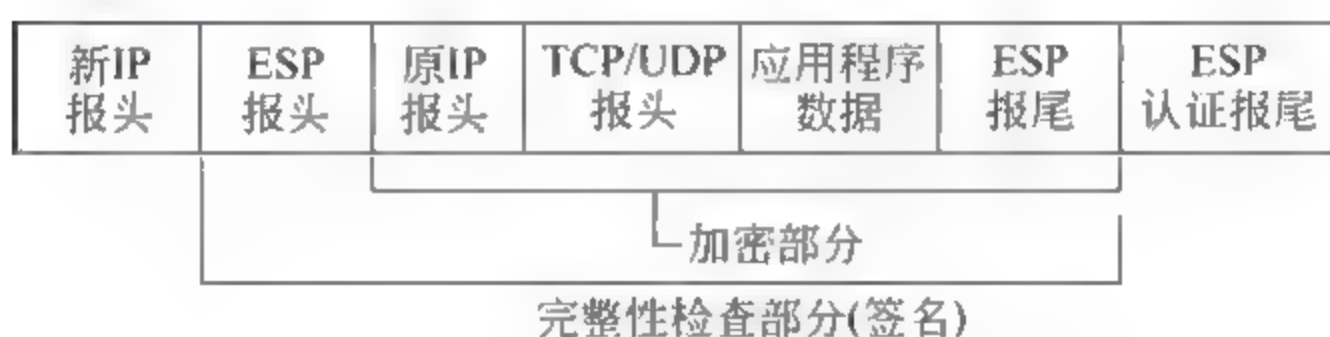 新IP
报头
ESP
报头
原IP
报头
TCP/UDP
报头
应用程序
数据
ESP
报尾
ESP
认证报尾
加密部分
完整性检查部分(签名)